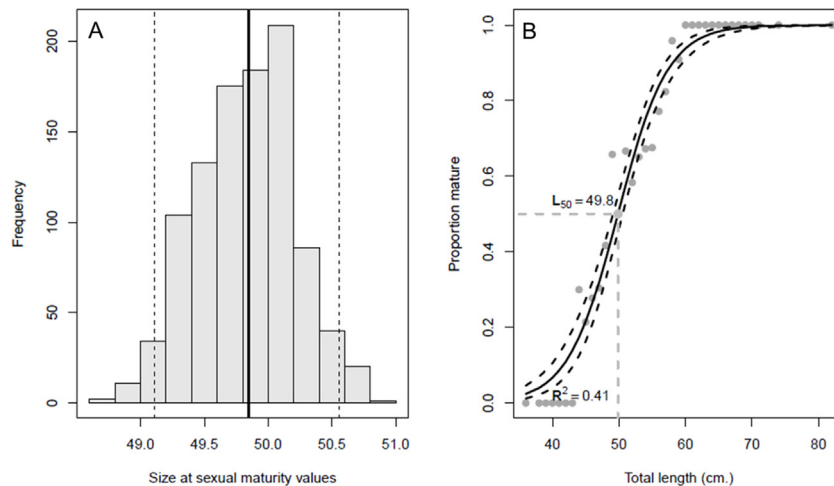 A
Frequency
200
150
100
50
0
49.0 49.5 50.0 50.5 51.0
Size at sexual maturity values
B
Proportion mature
1.0
0.8
0.6
0.4
0.2
0.0
L50 = 49.8
R2 = 0.41
40 50 60 70 80
Total length (cm.)